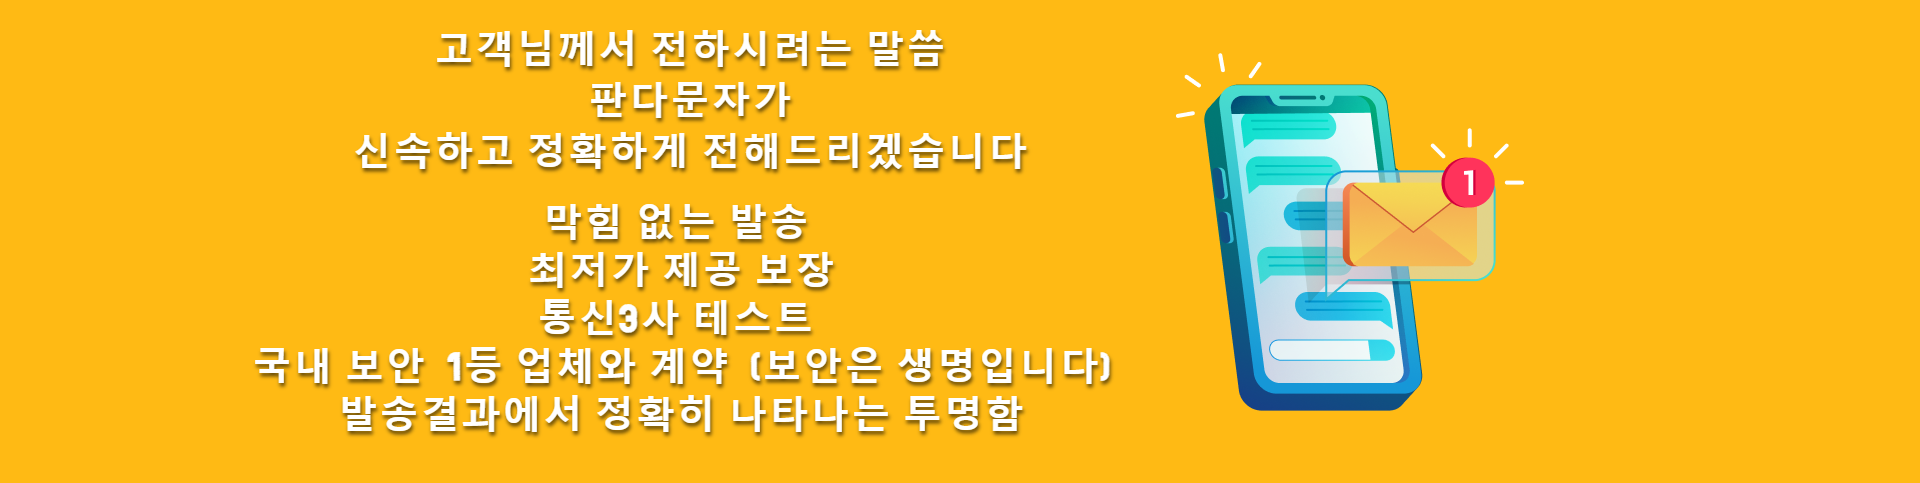 고객님께서 전하시려는 말씀
판다문자가
신속하고 정확하게 전해드리겠습니다
막힘 없는 발송
최저가 제공 보장
통신3사 테스트
국내 보안 1등 업체와 계약 (보안은 생명입니다)
발송결과에서 정확히 나타나는 투명함
1